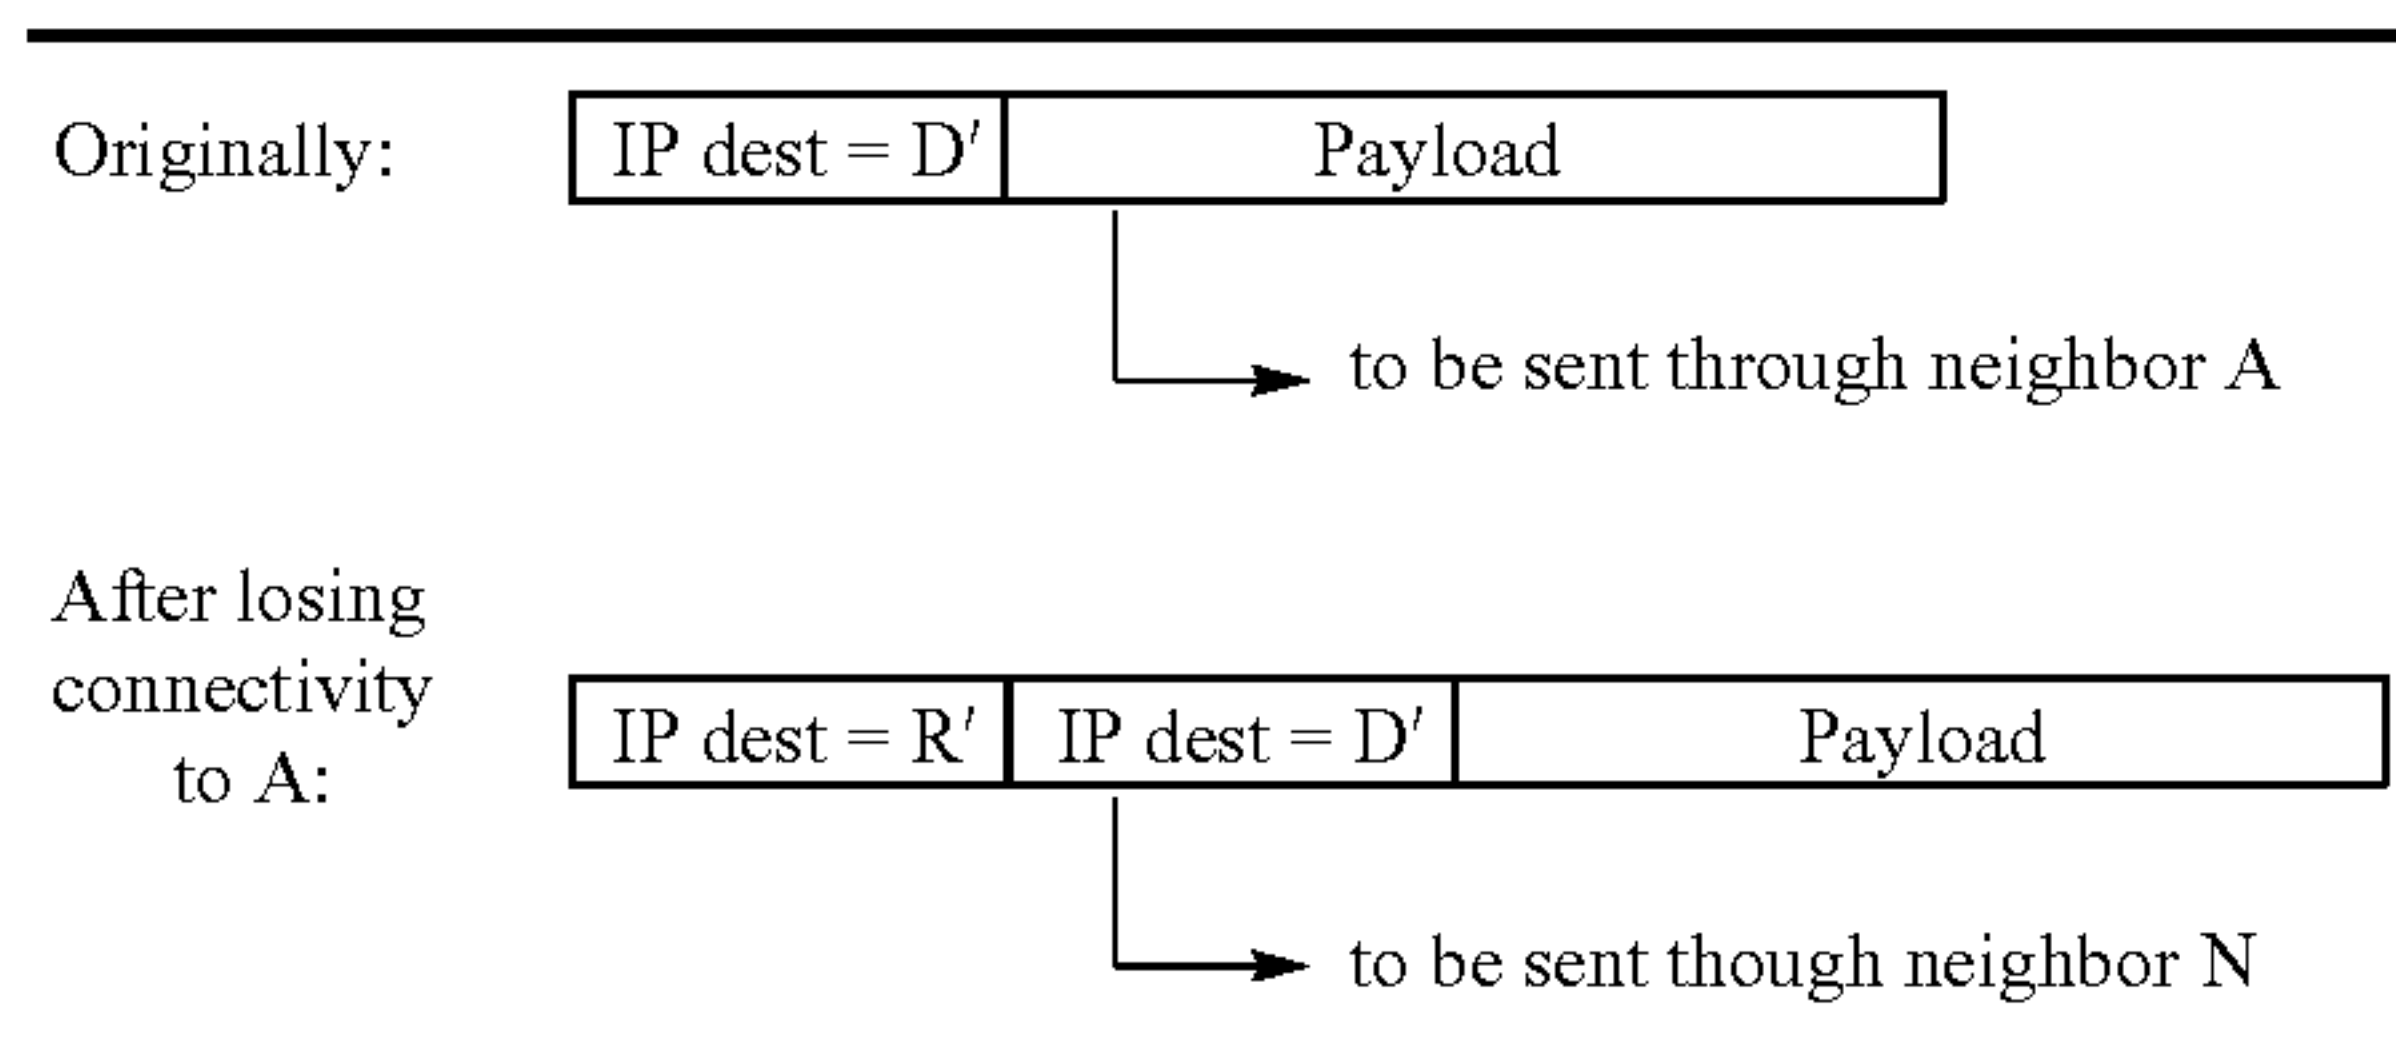 Originally:
IP dest = D′ Payload
to be sent through neighbor A
After losing
connectivity
to A:
IP dest = R′ IP dest = D′ Payload
to be sent though neighbor N